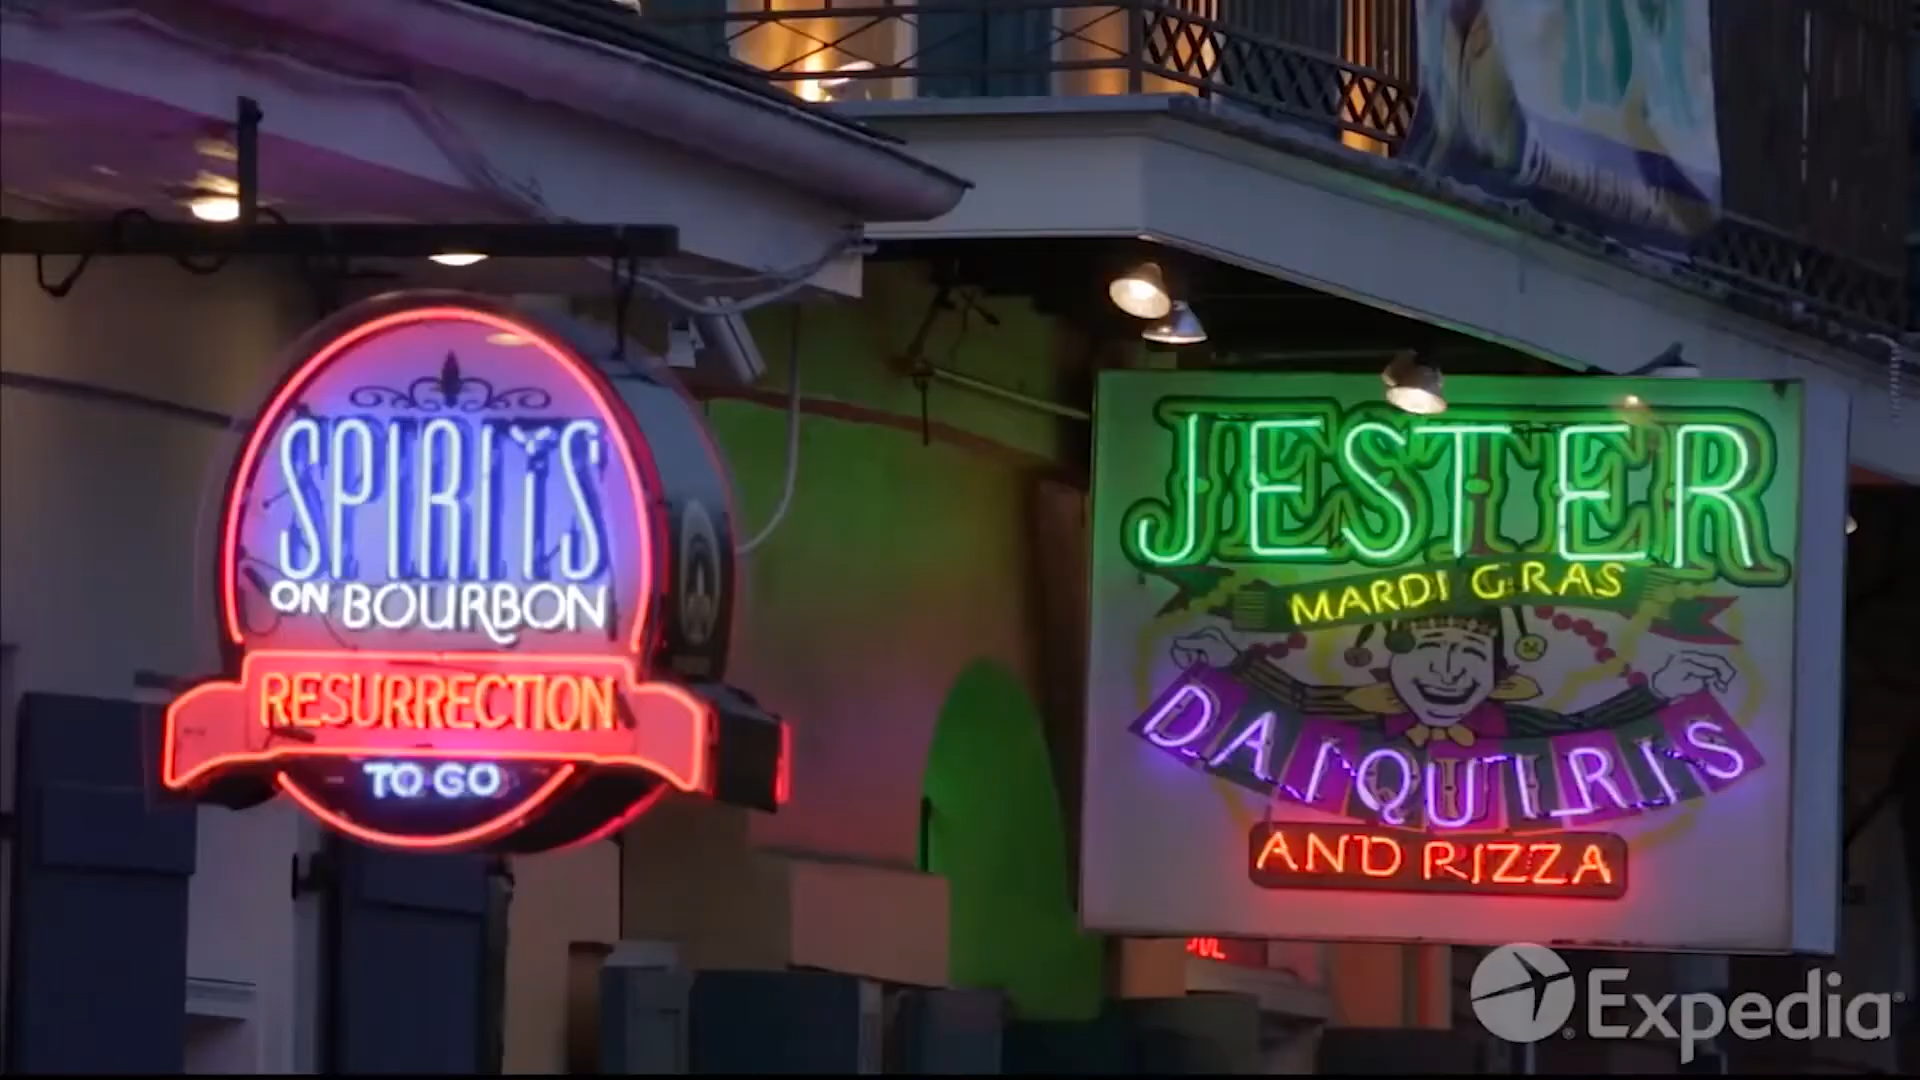 SPIRITS
ON BOURBON
RESURRECTION
TO GO
JESTER
MARDI GRAS
DAIQUIRIS
AND PIZZA
Expedia